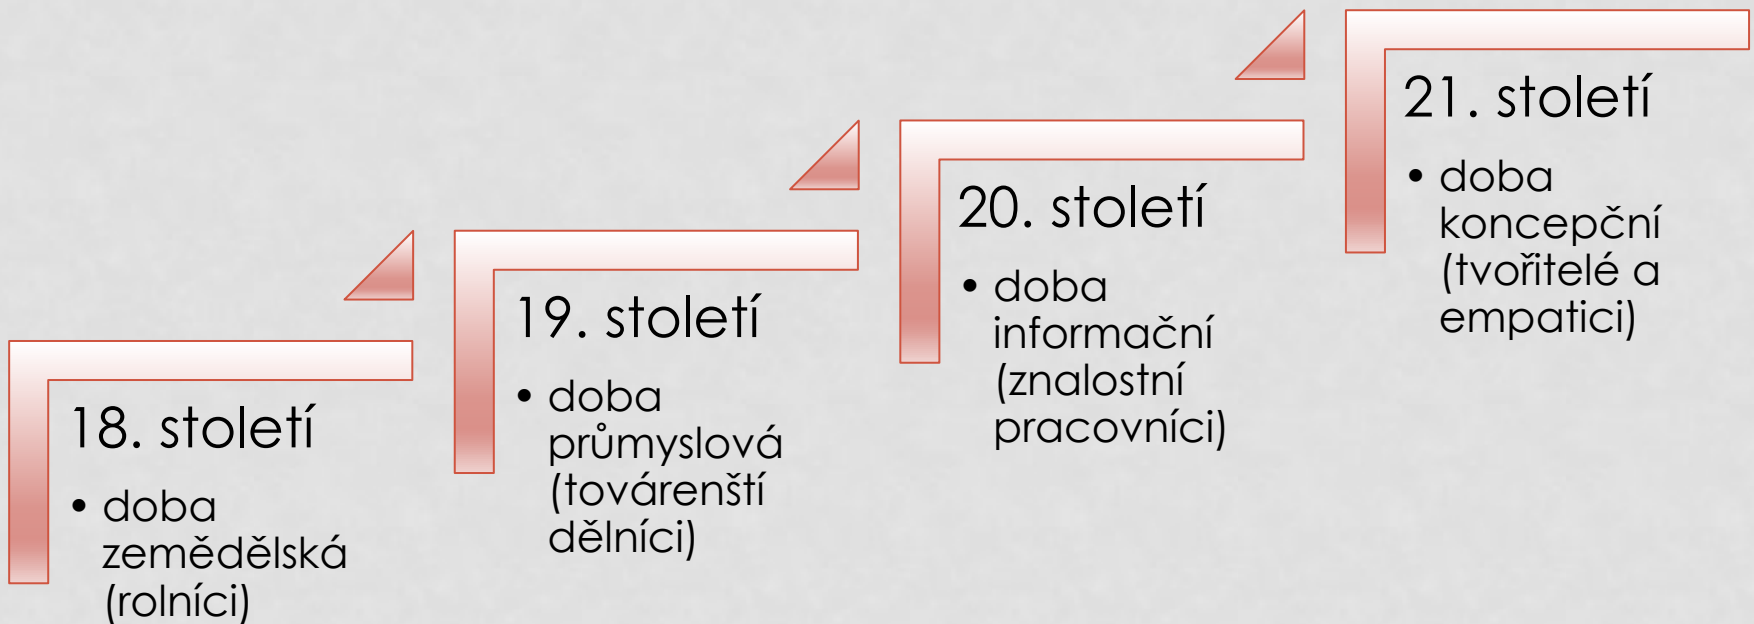 18. století
• doba
zemědělská
(rolníci)
19. století
• doba
průmyslová
(továrenští
dělníci)
20. století
• doba
informační
(znalostní
pracovníci)
21. století
• doba
koncepční
(tvořitelé a
empatici)